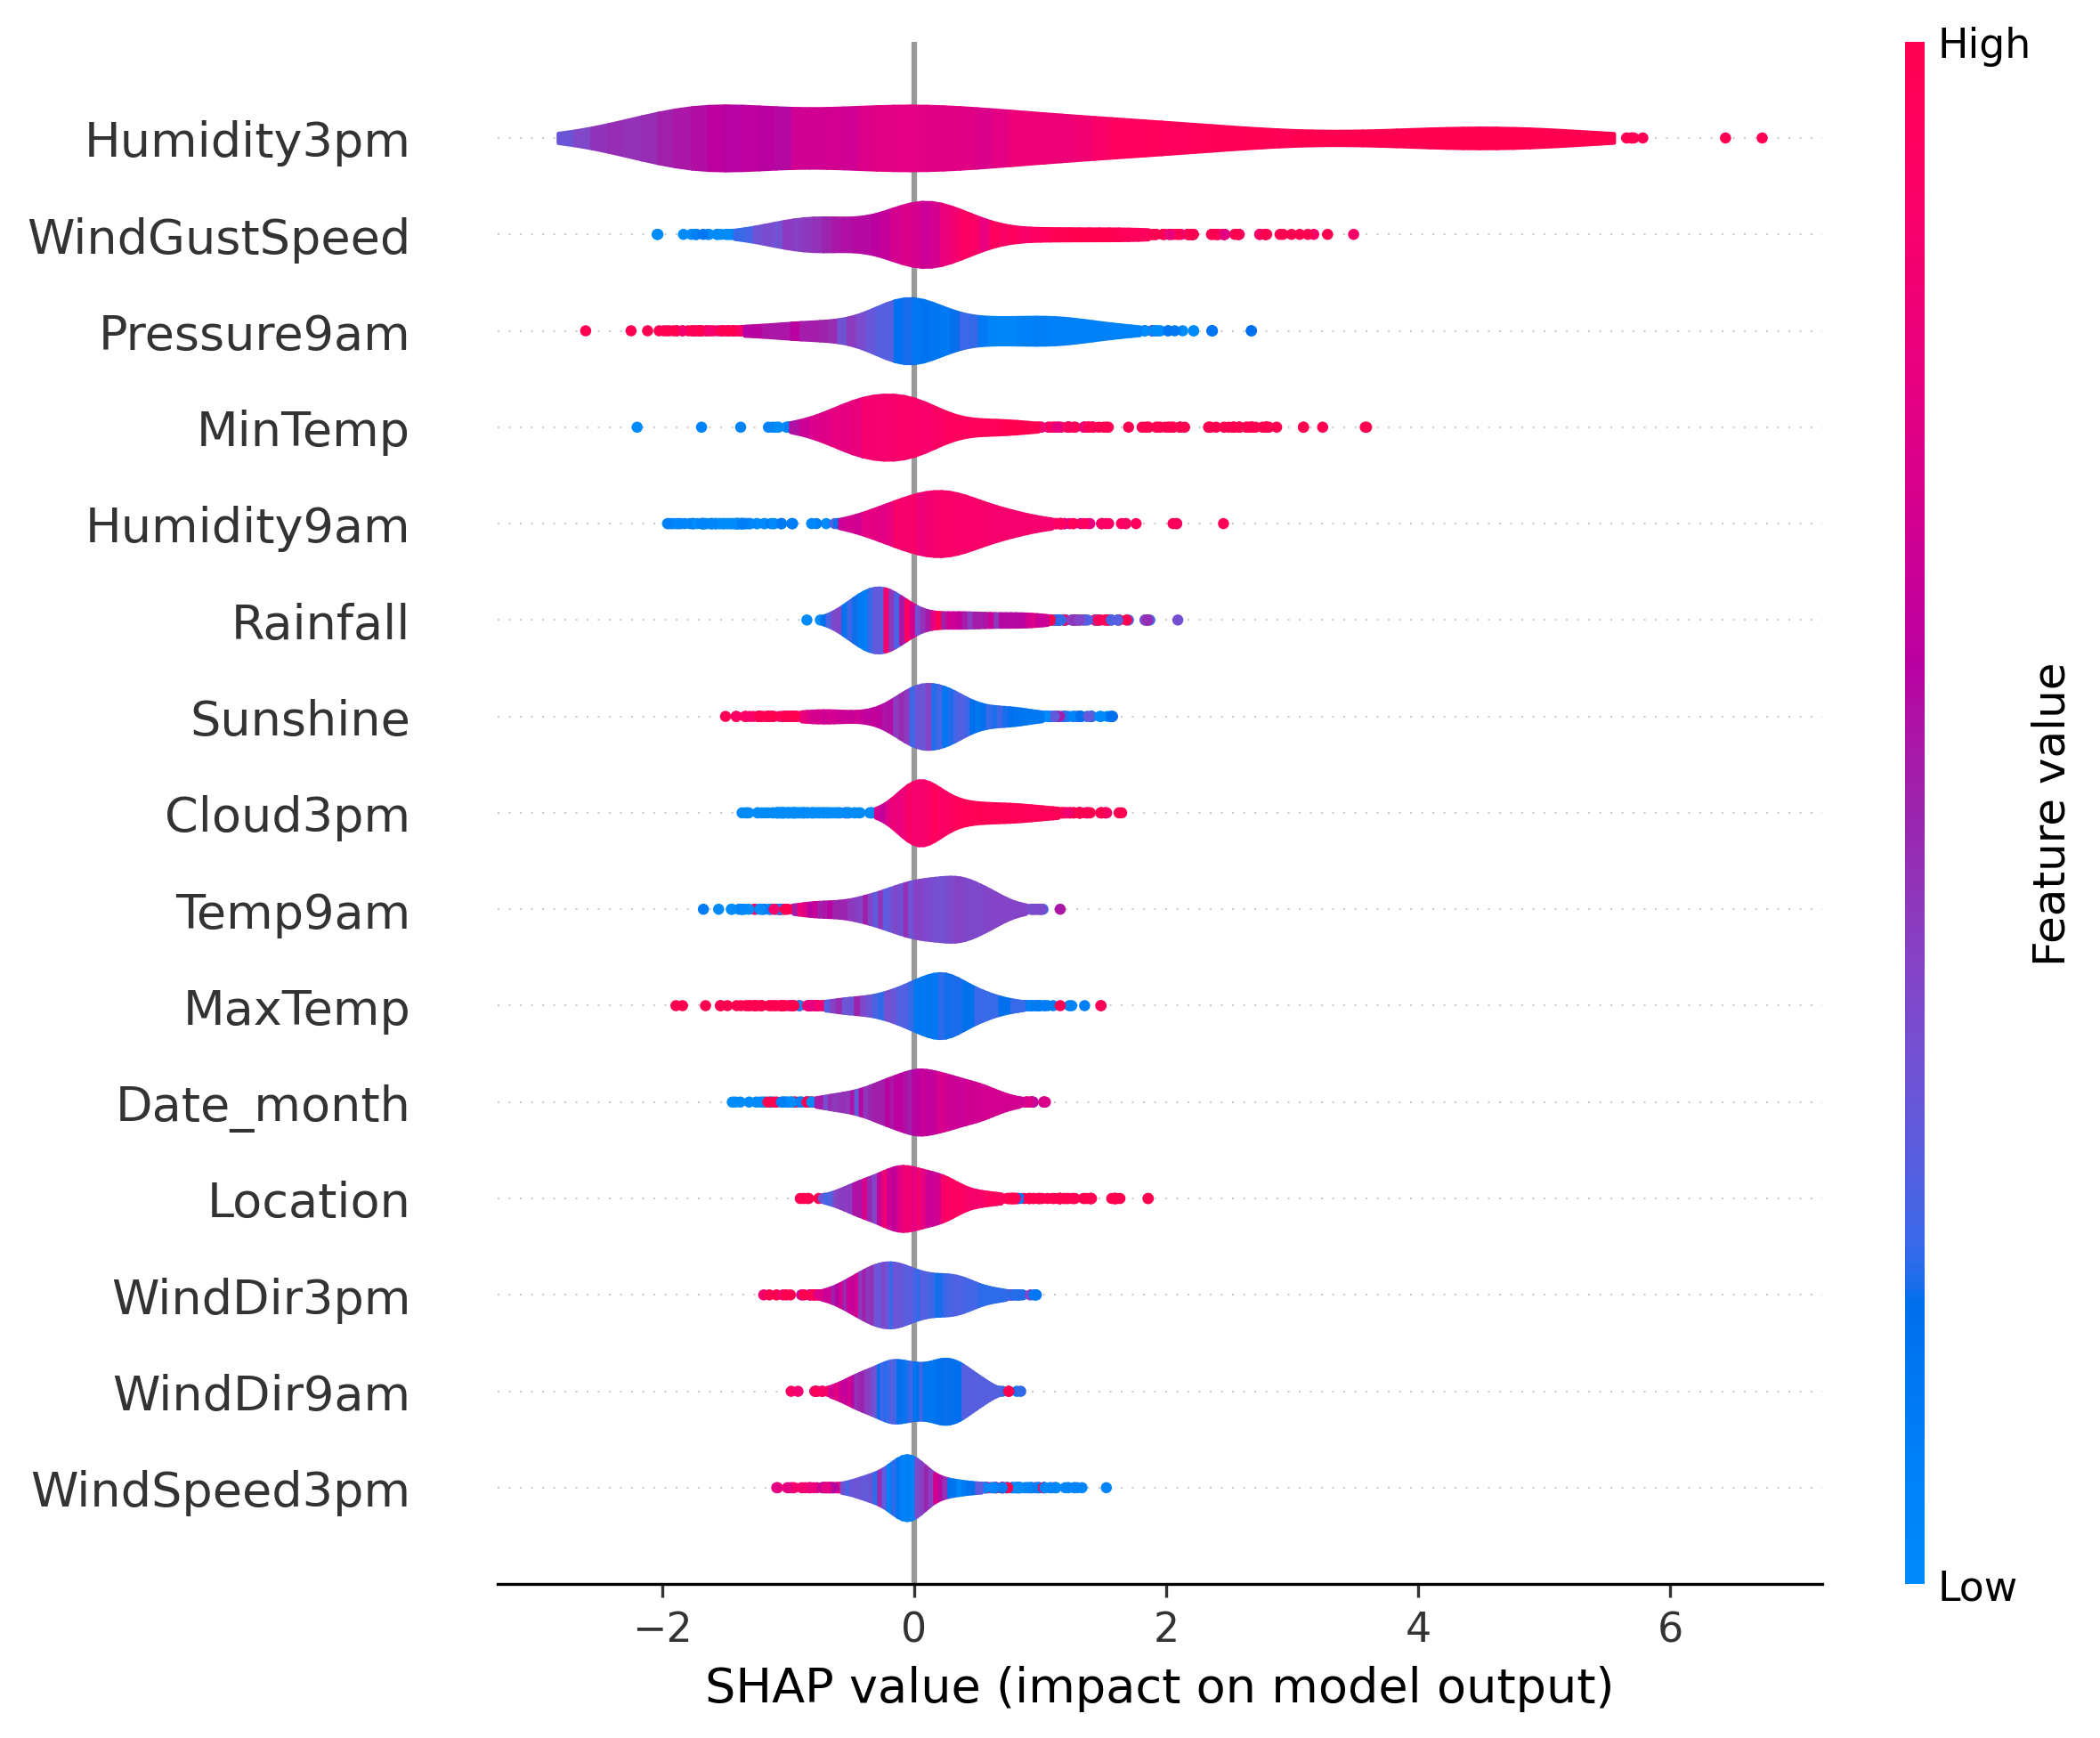 High
Humidity3pm
WindGustSpeed
Pressure9am
MinTemp
Humidity9am
Rainfall
Sunshine
Cloud3pm
Temp9am
MaxTemp
Date_month
Location
WindDir3pm
WindDir9am
WindSpeed3pm
Feature value
Low
−2 0 2 4 6
SHAP value (impact on model output)